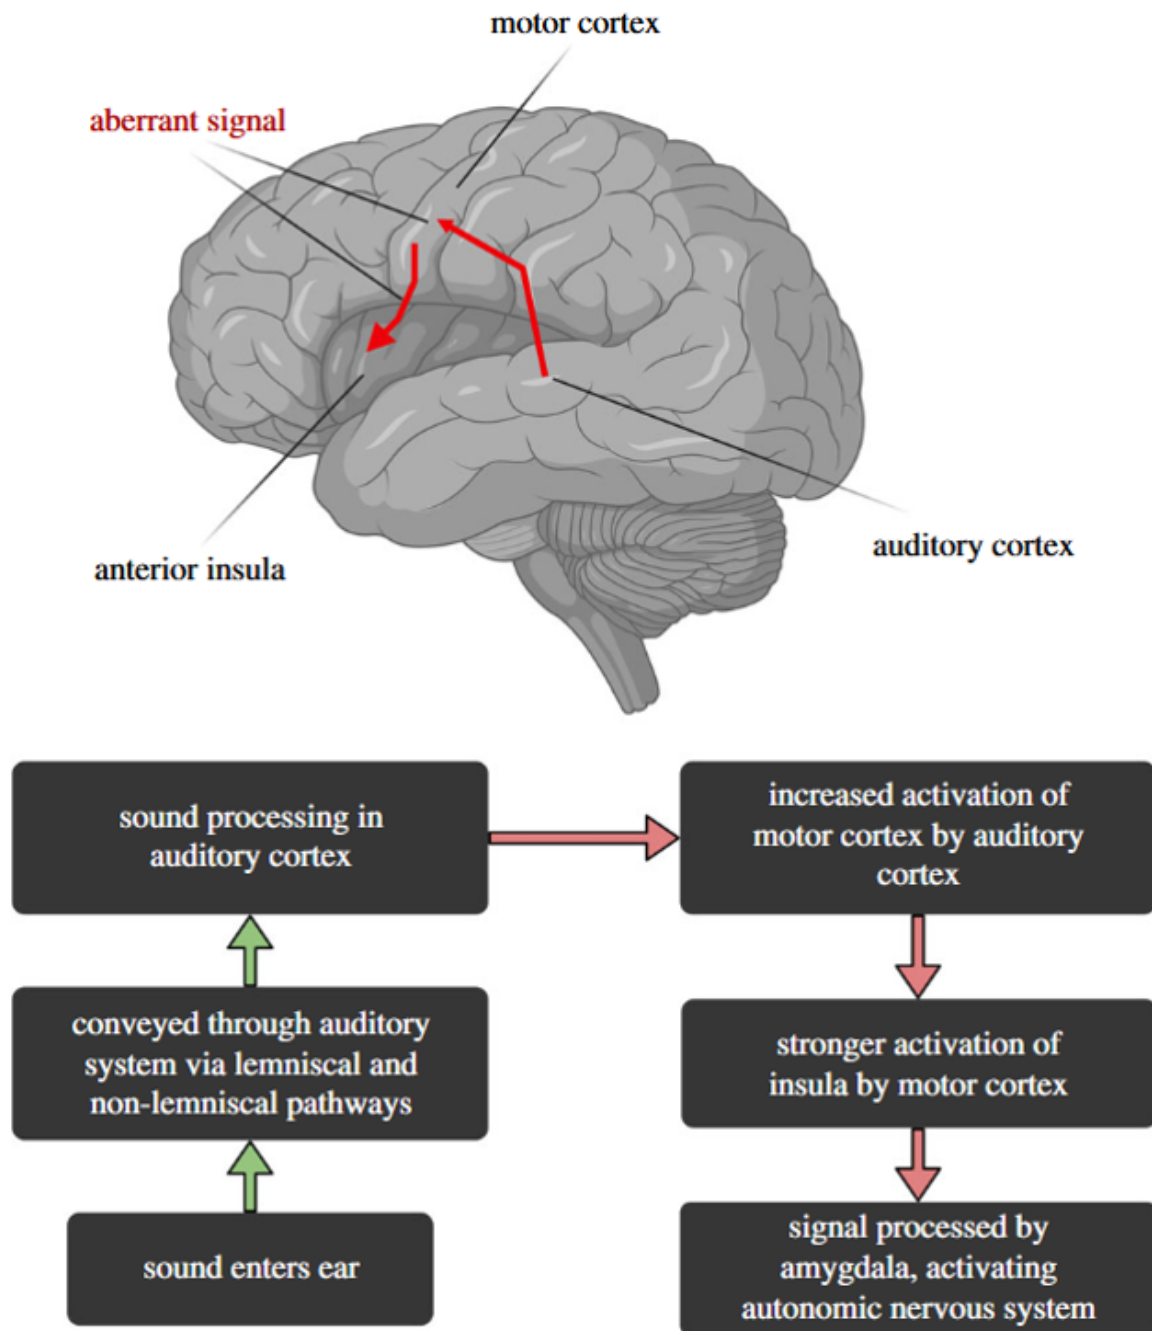 motor cortex
aberrant signal
anterior insula
auditory cortex
sound processing in
auditory cortex
increased activation of
motor cortex by auditory
cortex
conveyed through auditory
system via lemniscal and
non-lemniscal pathways
stronger activation of
insula by motor cortex
sound enters ear
signal processed by
amygdala, activating
autonomic nervous system